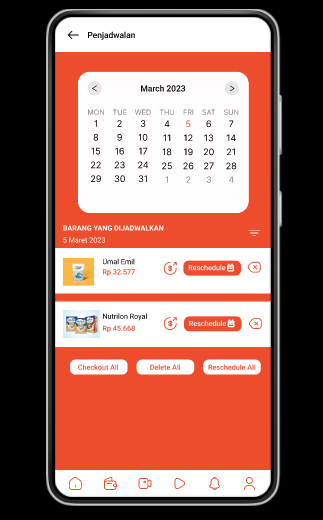 Penjadwalan
March 2023
MON TUE WED THU FRI SAT SUN
1 2 3 4 5 6 7
8 9 10 11 12 13 14
15 16 17 18 19 20 21
22 23 24 25 26 27 28
29 30 31 1 2 3 4
BARANG YANG DIJADWALKAN
5 Maret 2023
Umal Emil
Rp 32.577
Reschedule
Nutrilon Royal
Rp 45.668
Reschedule
Checkout All Delete All Reschedule All